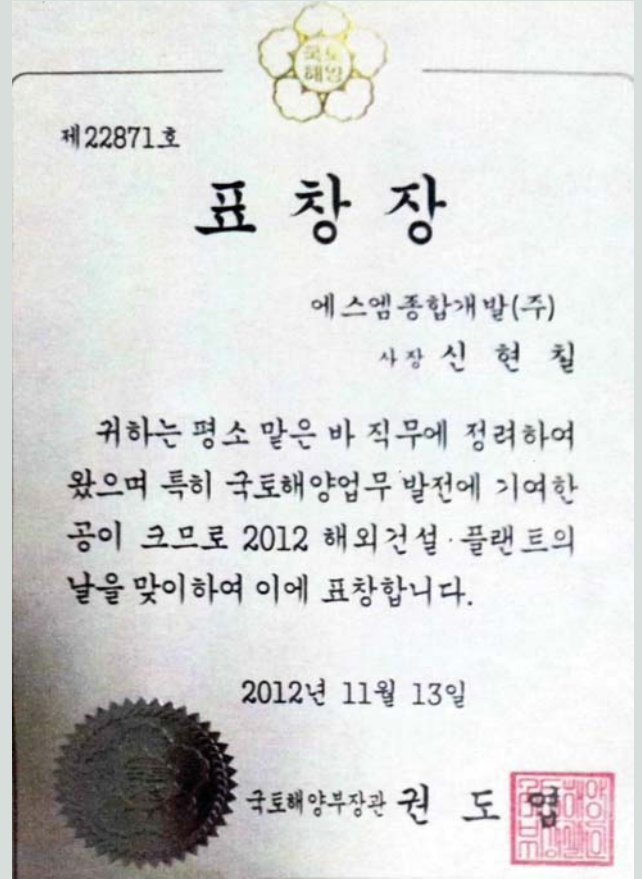 국토
해양
제22871호
표 창 장
에스엠종합개발(주)
사장 신 현 칠
귀하는 평소 맡은 바 직무에 정려하여
왔으며 특히 국토해양업무 발전에 기여한
공이 크므로 2012 해외건설·플랜트의
날을 맞이하여 이에 표창합니다.
2012년 11월 13일
국토해양부장관 권 도 엽